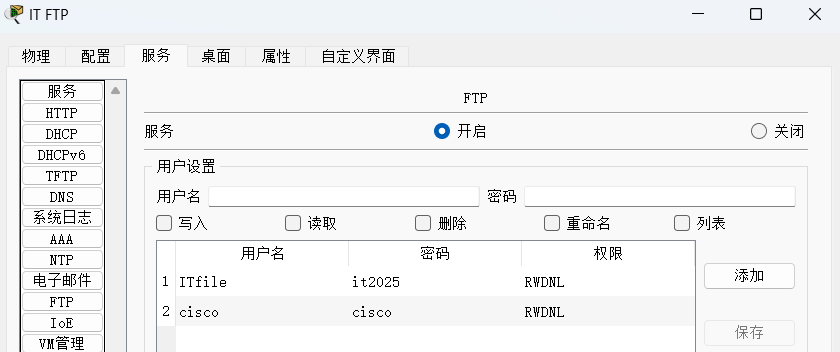 IT FTP
物理 配置 服务 桌面 属性 自定义界面
服务
HTTP
DHCP
DHCPv6
TFTP
DNS
系统日志
AAA
NTP
电子邮件
FTP
IoE
VM管理
FTP
服务 开启 关闭
用户设置
用户名 密码
写入 读取 删除 重命名 列表
用户名 密码 权限
1 ITfile it2025 RWDNL
2 cisco cisco RWDNL
添加
保存